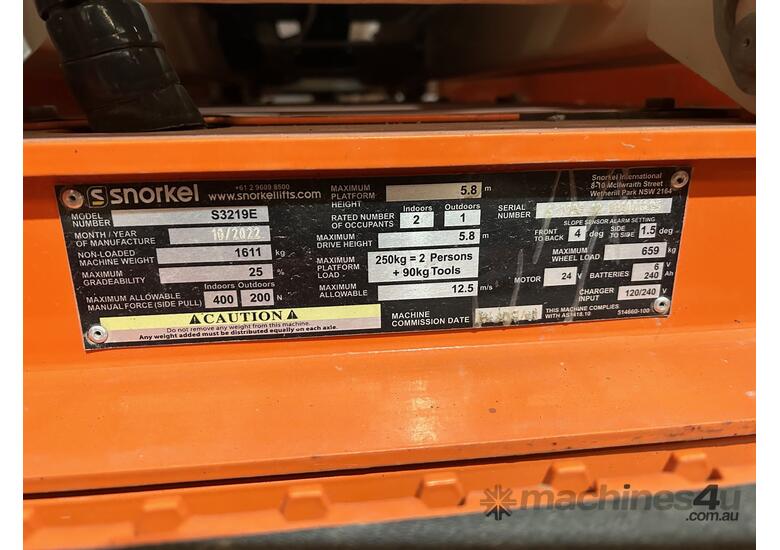 snorkel
+61 2 9609 8500
www.snorkellifts.com
MODEL NUMBER S3219E
MONTH / YEAR OF MANUFACTURE 10/2022
NON-LOADED MACHINE WEIGHT 1611 kg
MAXIMUM GRADEABILITY 25 %
Indoors Outdoors
MAXIMUM ALLOWABLE MANUAL FORCE (SIDE PULL) 400 200 N
CAUTION
Do not remove any weight from this machine.
Any weight added must be distributed equally on each axle.
MAXIMUM PLATFORM HEIGHT 5.8 m
Indoors Outdoors
RATED NUMBER OF OCCUPANTS 2 1
MAXIMUM DRIVE HEIGHT 5.8 m
MAXIMUM PLATFORM LOAD 250kg = 2 Persons + 90kg Tools
MAXIMUM ALLOWABLE 12.5 m/s
MACHINE COMMISSION DATE
Snorkel International
8-10 McIlwraith Street
Wetherill Park NSW 2164
SERIAL NUMBER
SLOPE SENSOR ALARM SETTING
FRONT TO BACK 4 deg SIDE TO SIDE 1.5 deg
MAXIMUM WHEEL LOAD 659 kg
MOTOR 24 V BATTERIES 6 V 240 Ah
CHARGER INPUT 120/240 V
THIS MACHINE COMPLIES WITH AS1418.10
514660-100
machines4u
.com.au